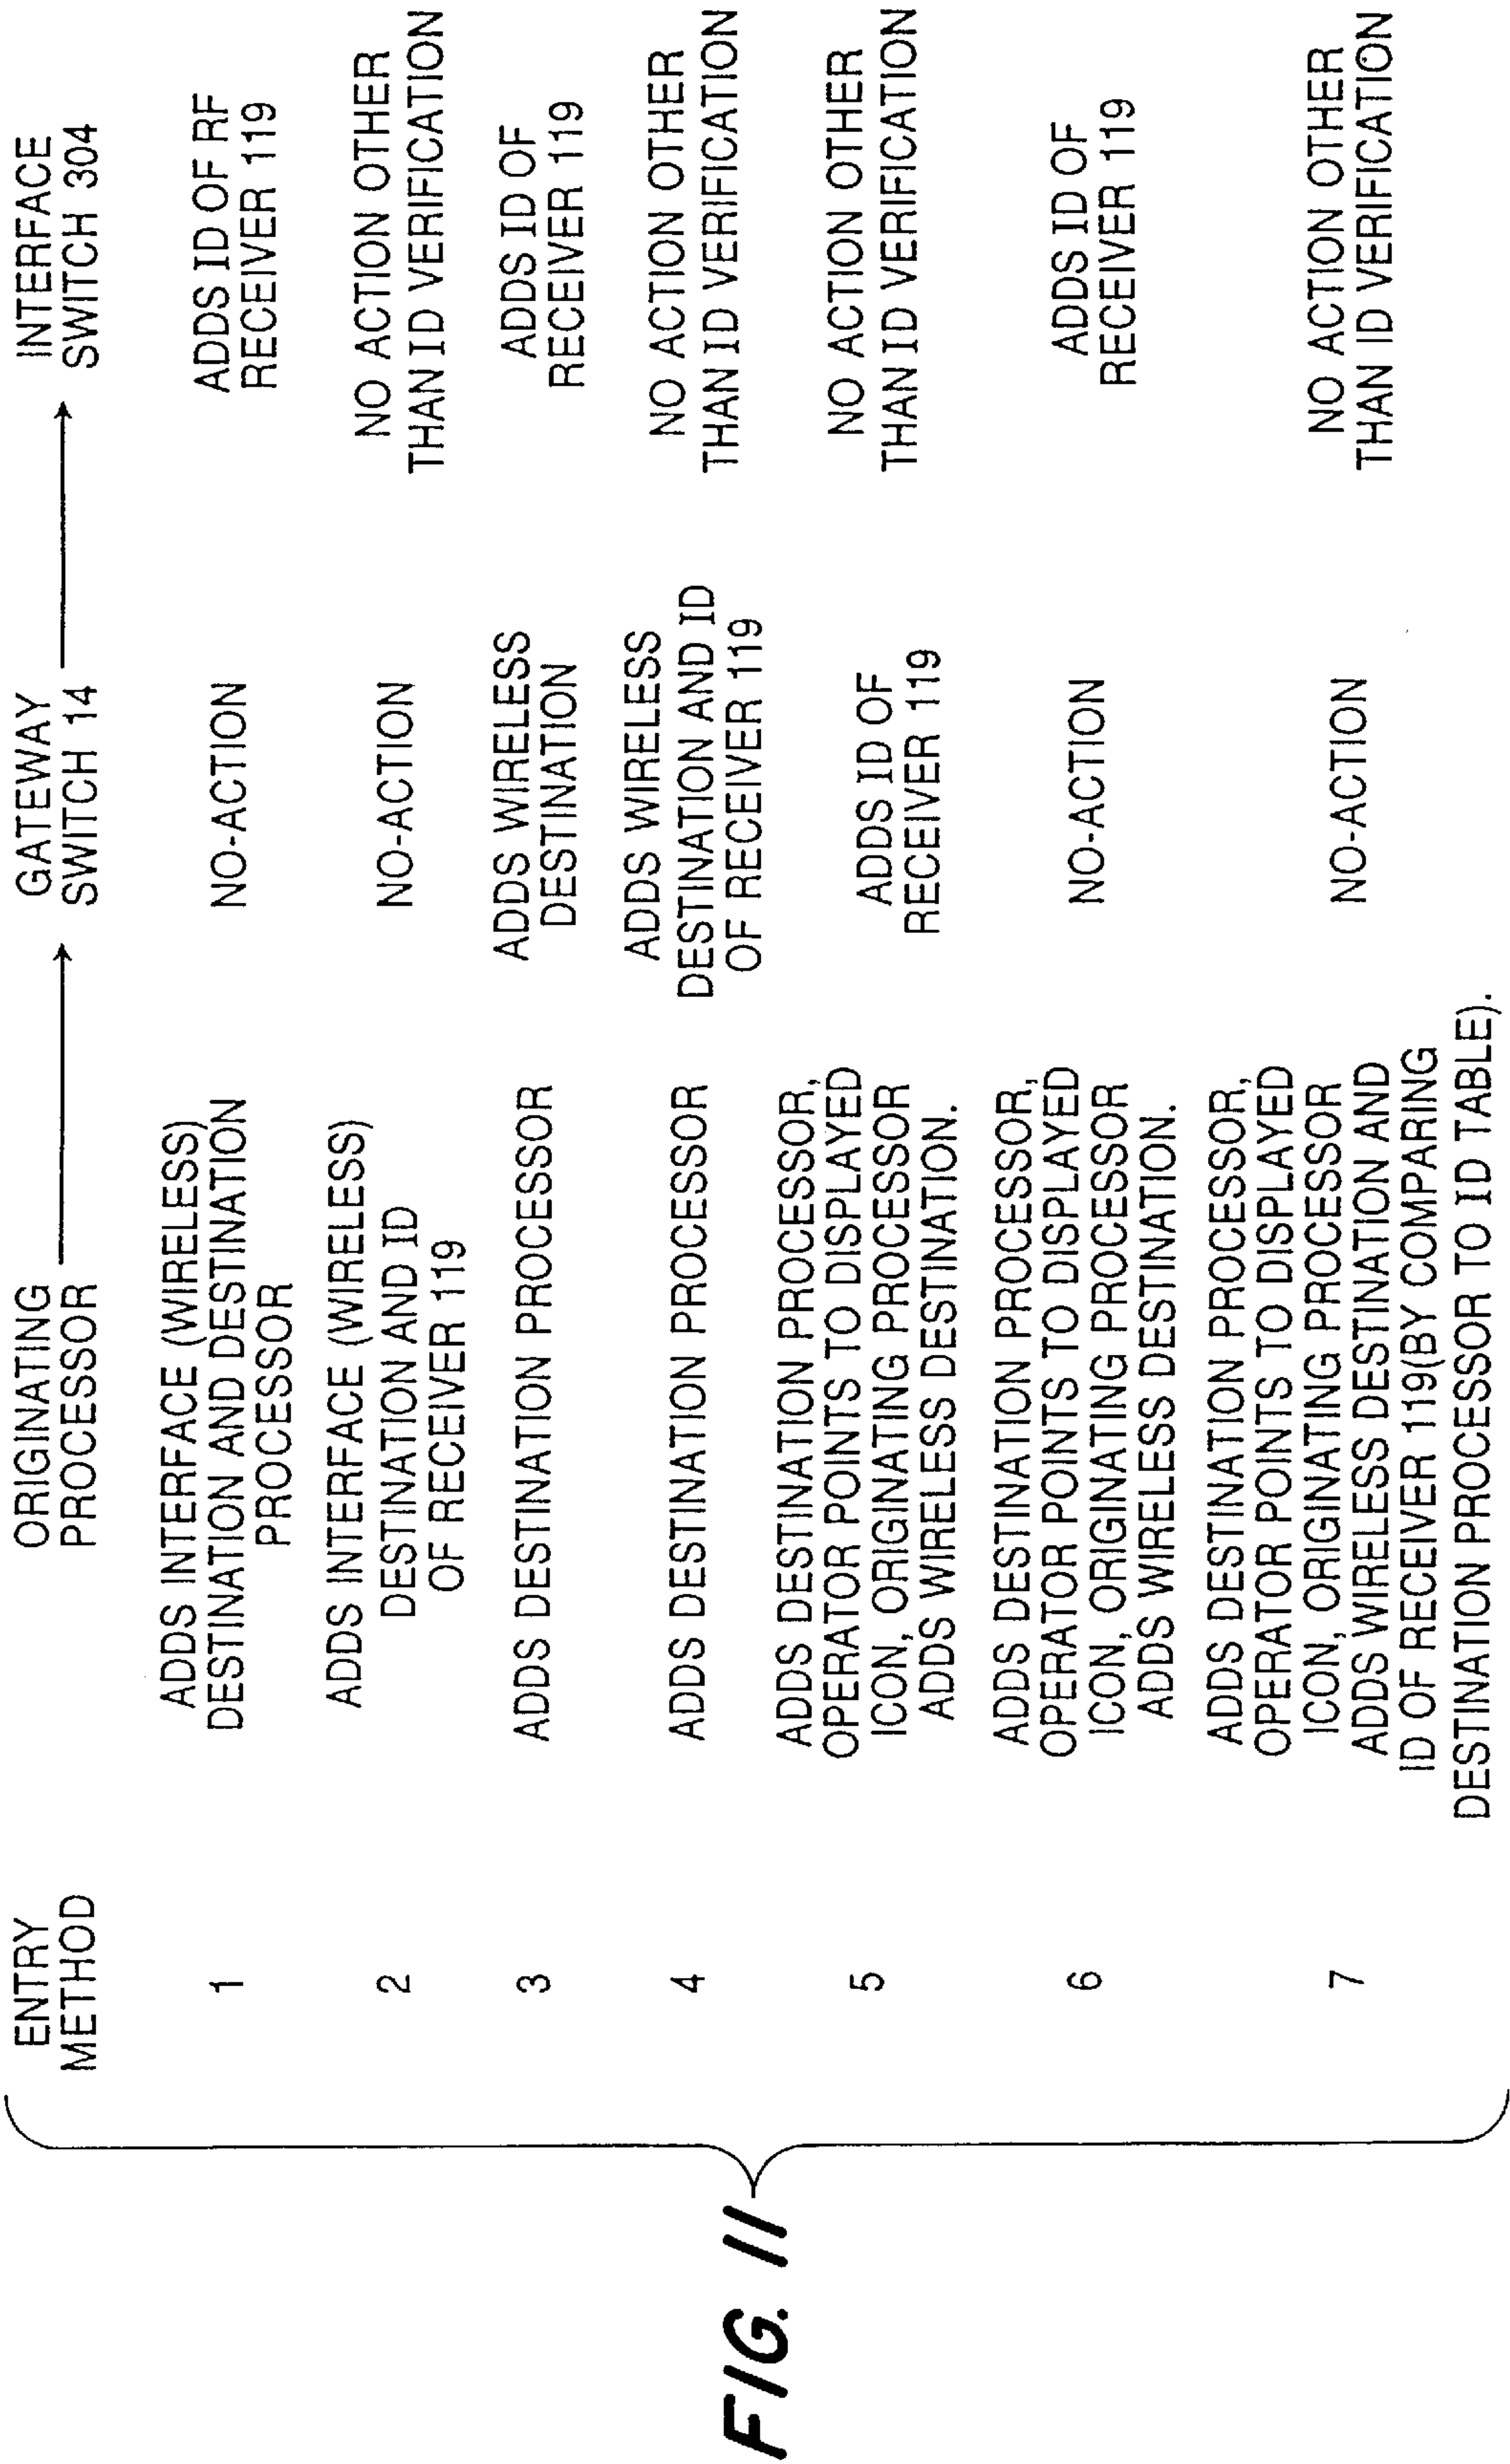 ENTRY
METHOD
ORIGINATING
PROCESSOR
GATEWAY
SWITCH 14
INTERFACE
SWITCH 304
1
ADDS INTERFACE (WIRELESS)
DESTINATION AND DESTINATION
PROCESSOR
NO-ACTION
ADDS ID OF RF
RECEIVER 119
2
ADDS INTERFACE (WIRELESS)
DESTINATION AND ID
OF RECEIVER 119
NO-ACTION
NO ACTION OTHER
THAN ID VERIFICATION
3
ADDS DESTINATION PROCESSOR
ADDS WIRELESS
DESTINATION
ADDS ID OF
RECEIVER 119
4
ADDS DESTINATION PROCESSOR
ADDS WIRELESS
DESTINATION AND ID
OF RECEIVER 119
NO ACTION OTHER
THAN ID VERIFICATION
5
ADDS DESTINATION PROCESSOR,
OPERATOR POINTS TO DISPLAYED
ICON, ORIGINATING PROCESSOR
ADDS WIRELESS DESTINATION.
ADDS ID OF
RECEIVER 119
NO ACTION OTHER
THAN ID VERIFICATION
6
ADDS DESTINATION PROCESSOR,
OPERATOR POINTS TO DISPLAYED
ICON, ORIGINATING PROCESSOR
ADDS WIRELESS DESTINATION.
NO-ACTION
ADDS ID OF
RECEIVER 119
7
ADDS DESTINATION PROCESSOR,
OPERATOR POINTS TO DISPLAYED
ICON, ORIGINATING PROCESSOR
ADDS WIRELESS DESTINATION AND
ID OF RECEIVER 119(BY COMPARING
DESTINATION PROCESSOR TO ID TABLE).
NO-ACTION
NO ACTION OTHER
THAN ID VERIFICATION
FIG. 11